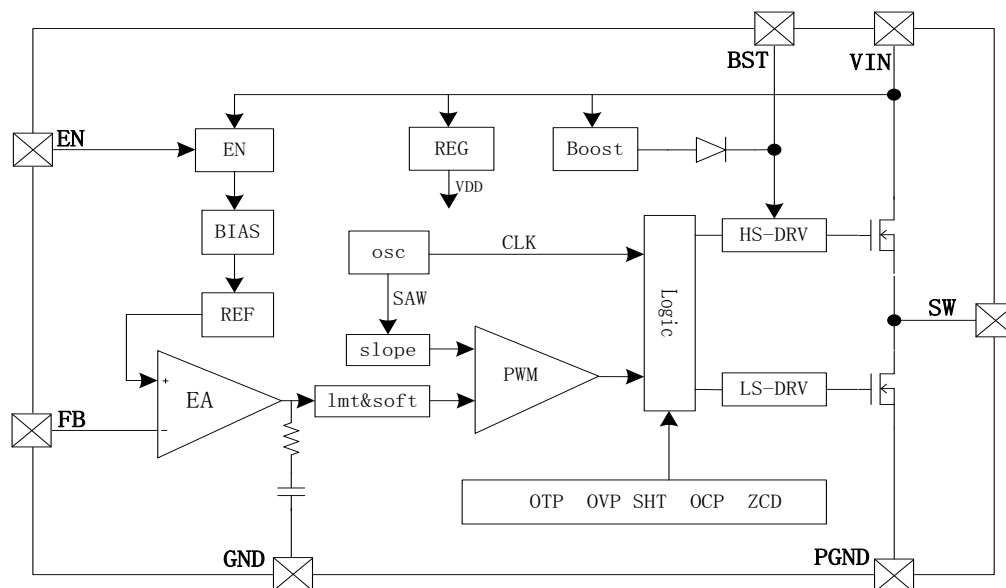 BST
VIN
EN
EN
REG
Boost
VDD
BIAS
HS-DRV
osc
CLK
Logic
SAW
REF
SW
slope
PWM
+
EA
lmt&soft
LS-DRV
FB
−
OTP OVP SHT OCP ZCD
GND
PGND